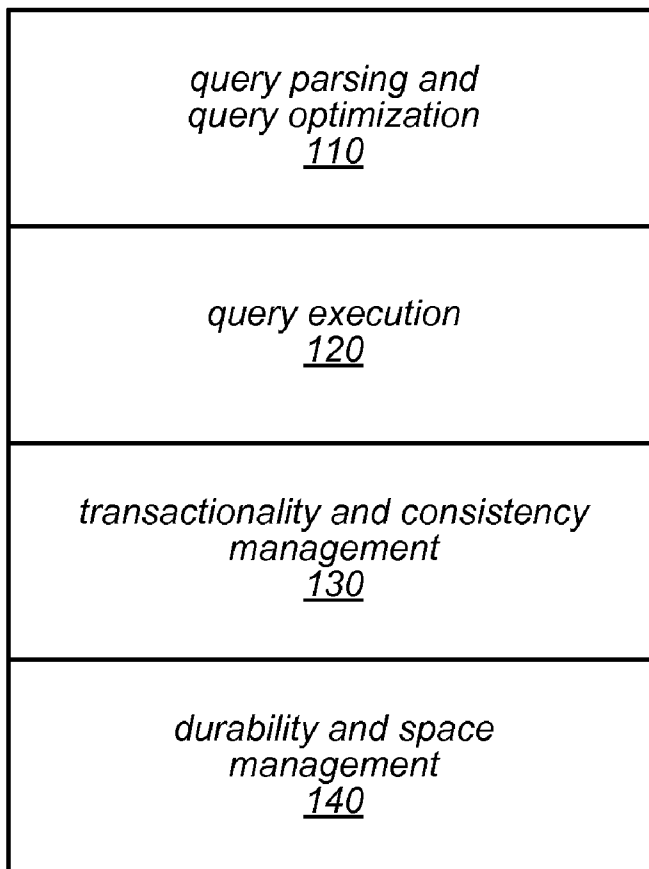 query parsing and
query optimization
110
query execution
120
transactionality and consistency
management
130
durability and space
management
140